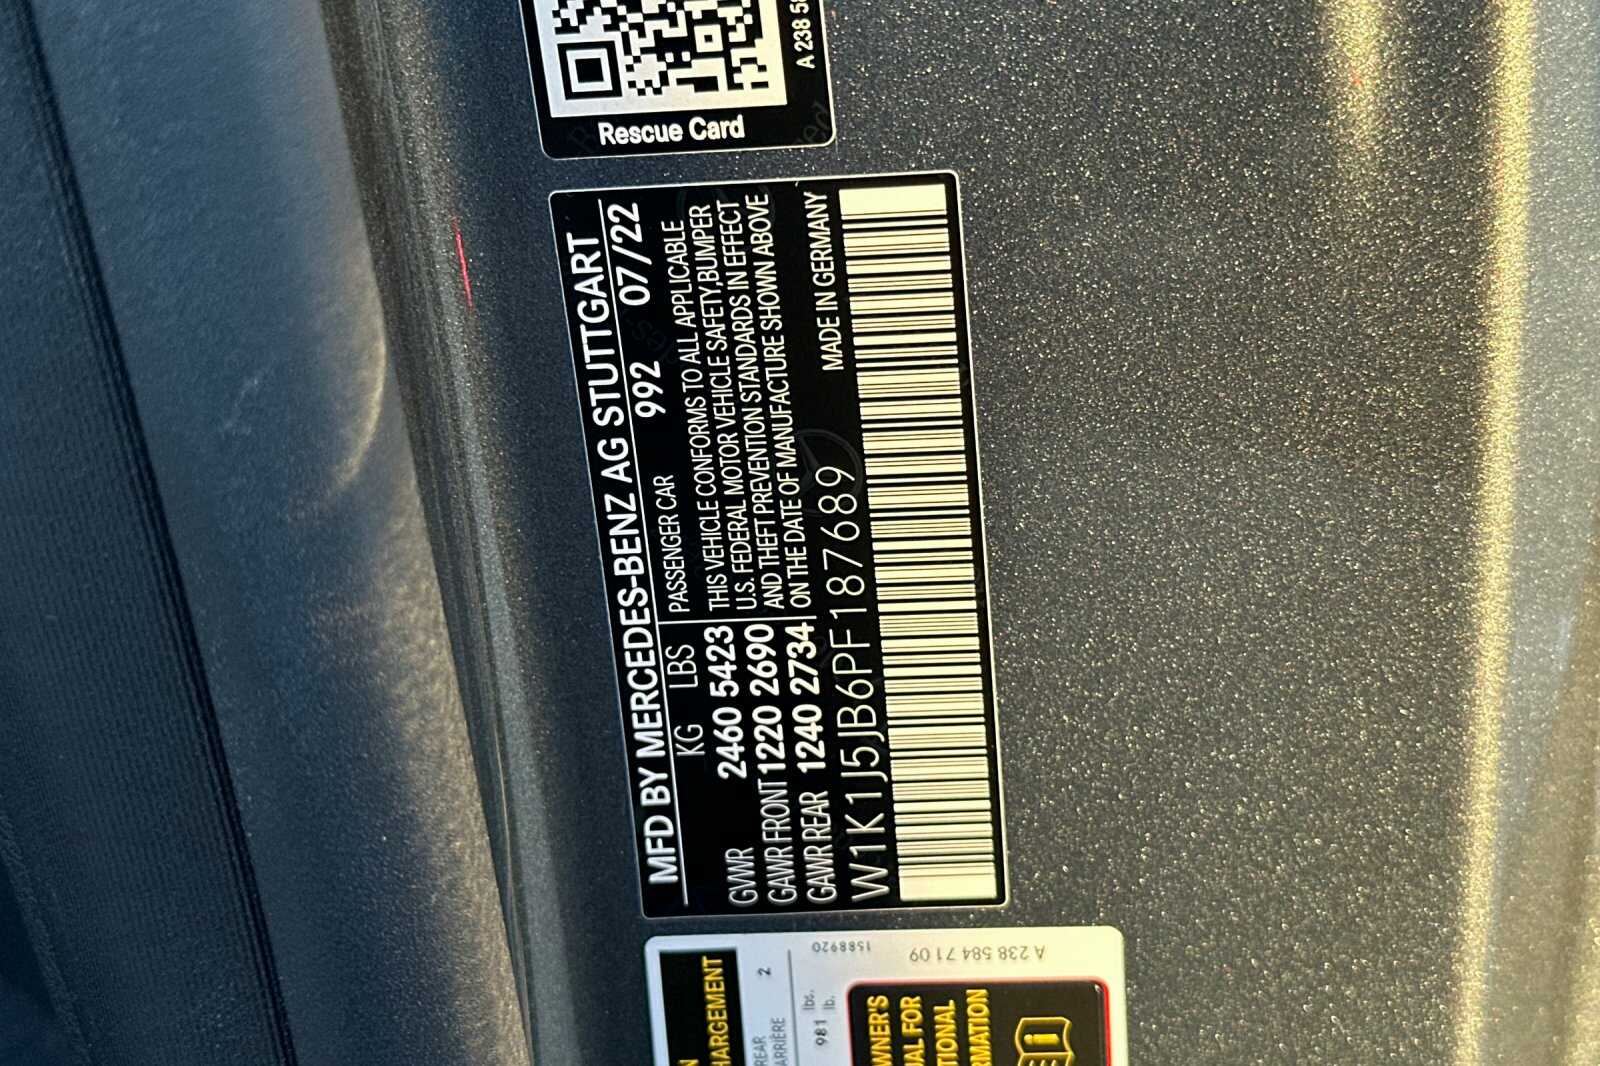 A 238 58
Rescue Card
MFD BY MERCEDES-BENZ AG STUTTGART
KG LBS PASSENGER CAR 992 07/22
GWWR 2460 5423
GAWR FRONT 1220 2690
GAWR REAR 1240 2734
THIS VEHICLE CONFORMS TO ALL APPLICABLE
U.S. FEDERAL MOTOR VEHICLE SAFETY,BUMPER
AND THEFT PREVENTION STANDARDS IN EFFECT
ON THE DATE OF MANUFACTURE SHOWN ABOVE
MADE IN GERMANY
W1K1J5JB6PF187689
HARGEMENT
2
REAR
ARRIÈRE
981 lbs.
lb.
1588920
A 238 584 71 09
WNER'S
UAL FOR
TIONAL
RMATION